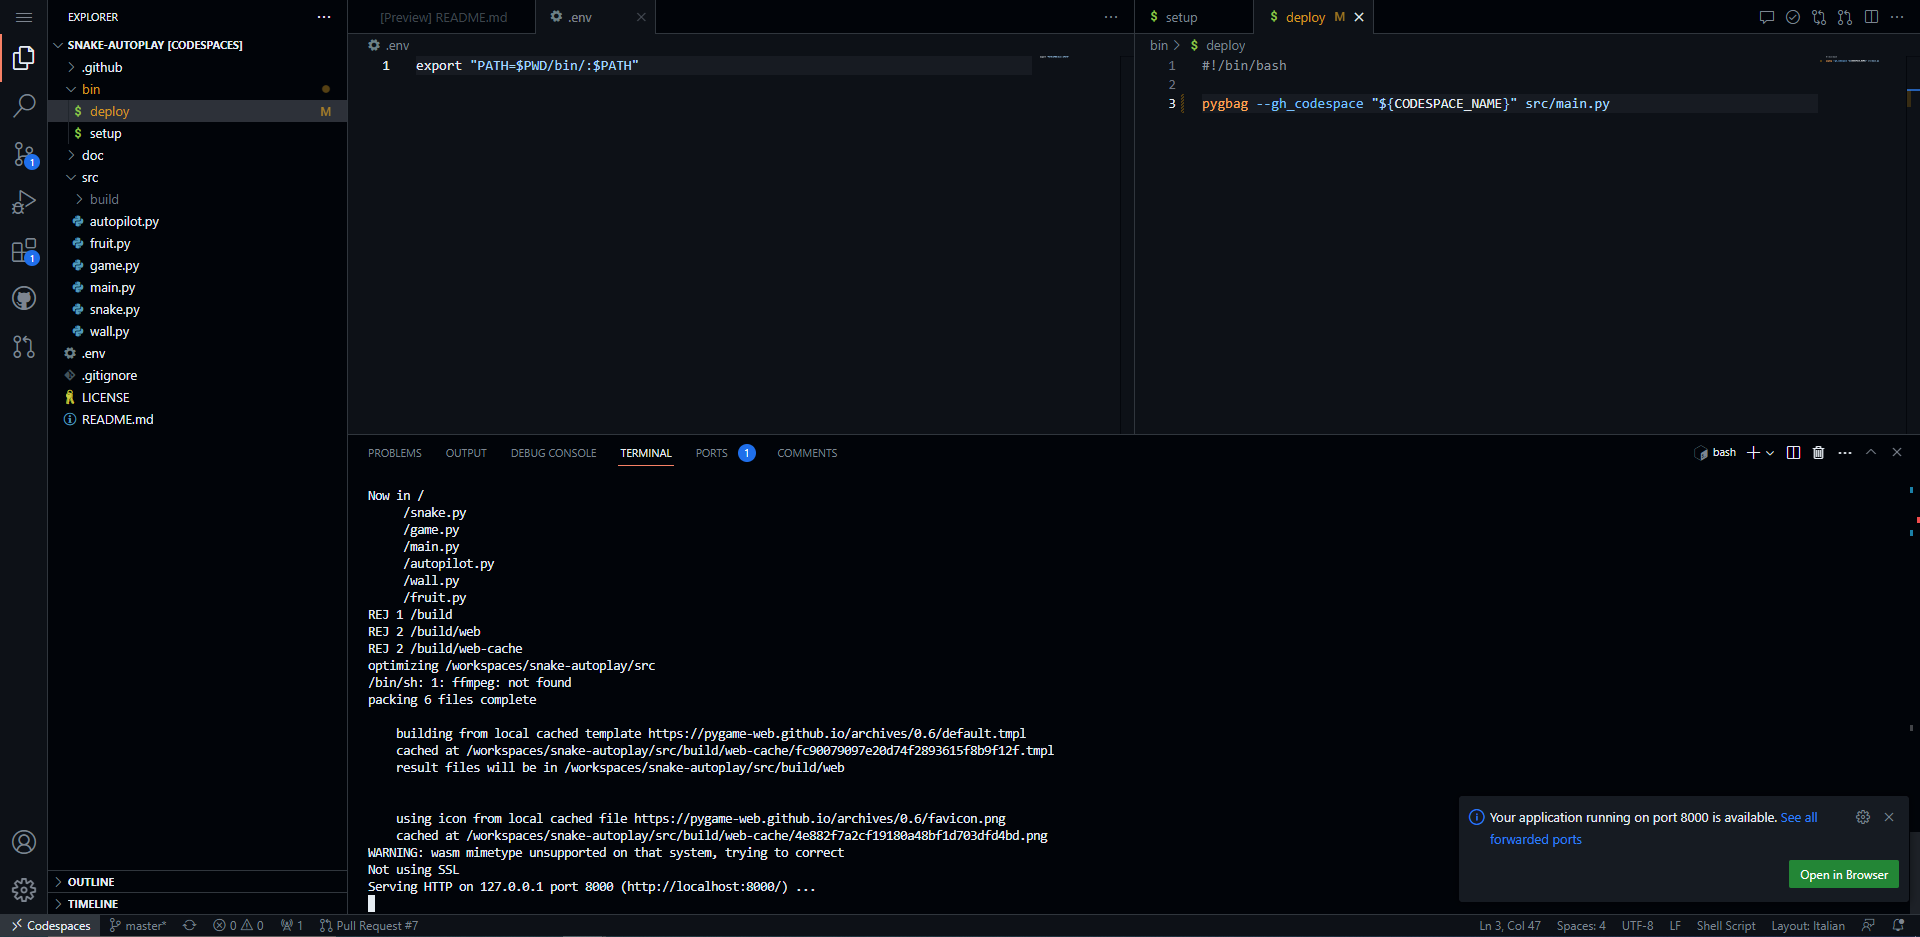 EXPLORER
SNAKE-AUTOPLAY [CODESPACES]
.github
bin
$ deploy M
$ setup
doc
src
build
autopilot.py
fruit.py
game.py
main.py
snake.py
wall.py
.env
.gitignore
LICENSE
README.md
OUTLINE
TIMELINE
1
1
[Preview] README.md
.env
.env
1 export "PATH=$PWD/bin/:$PATH"
$ setup
$ deploy M
bin > $ deploy
1 #!/bin/bash
2
3 pygbag --gh_codespace "${CODESPACE_NAME}" src/main.py
PROBLEMS OUTPUT DEBUG CONSOLE TERMINAL PORTS 1 COMMENTS
bash
Now in /
/snake.py
/game.py
/main.py
/autopilot.py
/wall.py
/fruit.py
REJ 1 /build
REJ 2 /build/web
REJ 2 /build/web-cache
optimizing /workspaces/snake-autoplay/src
/bin/sh: 1: ffmpeg: not found
packing 6 files complete
building from local cached template https://pygame-web.github.io/archives/0.6/default.tmpl
cached at /workspaces/snake-autoplay/src/build/web-cache/fc90079097e20d74f2893615f8b9f12f.tmpl
result files will be in /workspaces/snake-autoplay/src/build/web
using icon from local cached file https://pygame-web.github.io/archives/0.6/favicon.png
cached at /workspaces/snake-autoplay/src/build/web-cache/4e882f7a2cf19180a48bf1d703dfd4bd.png
WARNING: wasm mimetype unsupported on that system, trying to correct
Not using SSL
Serving HTTP on 127.0.0.1 port 8000 (http://localhost:8000/) ...
Your application running on port 8000 is available. See all
forwarded ports
Open in Browser
Codespaces master* 0 0 1 Pull Request #7
Ln 3, Col 47 Spaces: 4 UTF-8 LF Shell Script Layout: Italian